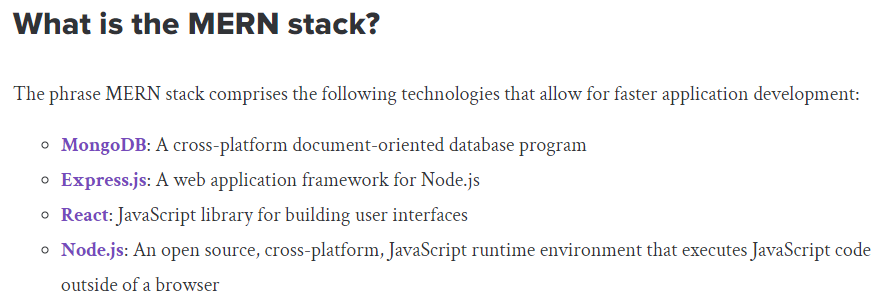 What is the MERN stack?
The phrase MERN stack comprises the following technologies that allow for faster application development:
MongoDB: A cross-platform document-oriented database program
Express.js: A web application framework for Node.js
React: JavaScript library for building user interfaces
Node.js: An open source, cross-platform, JavaScript runtime environment that executes JavaScript code
outside of a browser